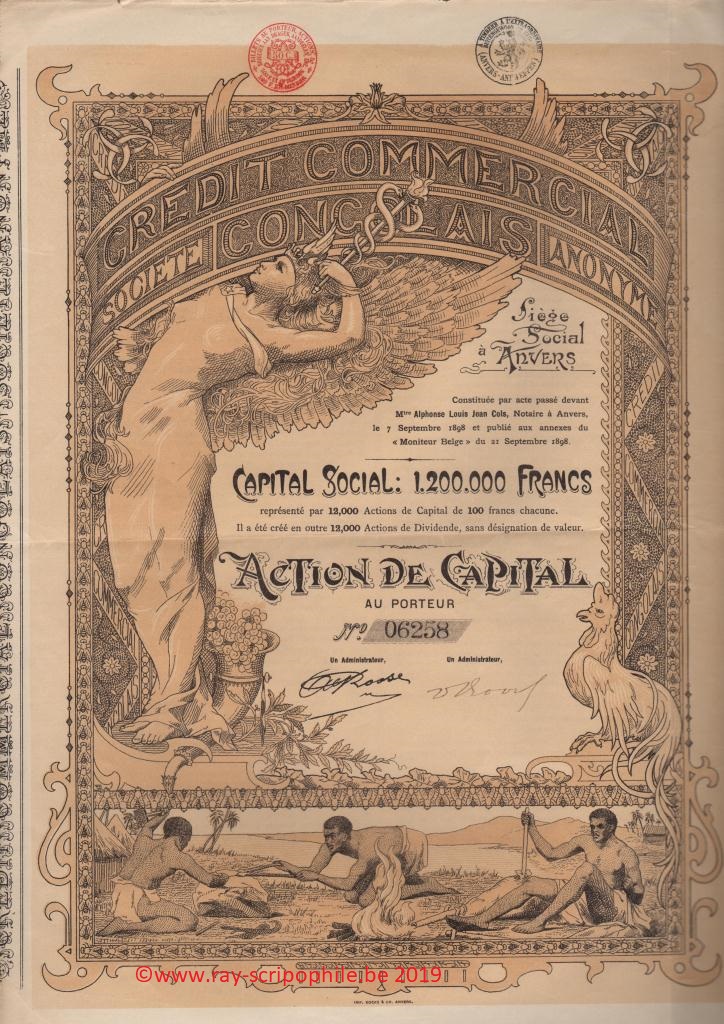 CRÉDIT COMMERCIAL
CONGOLAIS
SOCIÉTÉ ANONYME
Siège
Social
à ANVERS
Constituée par acte passé devant
Mtre Alphonse Louis Jean Cols, Notaire à Anvers,
le 7 Septembre 1898 et publié aux annexes du
« Moniteur Belge » du 21 Septembre 1898.
CAPITAL SOCIAL: 1.200.000 FRANCS
représenté par 12,000 Actions de Capital de 100 francs chacune.
Il a été créé en outre 12,000 Actions de Dividende, sans désignation de valeur.
ACTION DE CAPITAL
AU PORTEUR
No 06258
Un Administrateur, Un Administrateur,
©www.ray-scripophile.be 2019